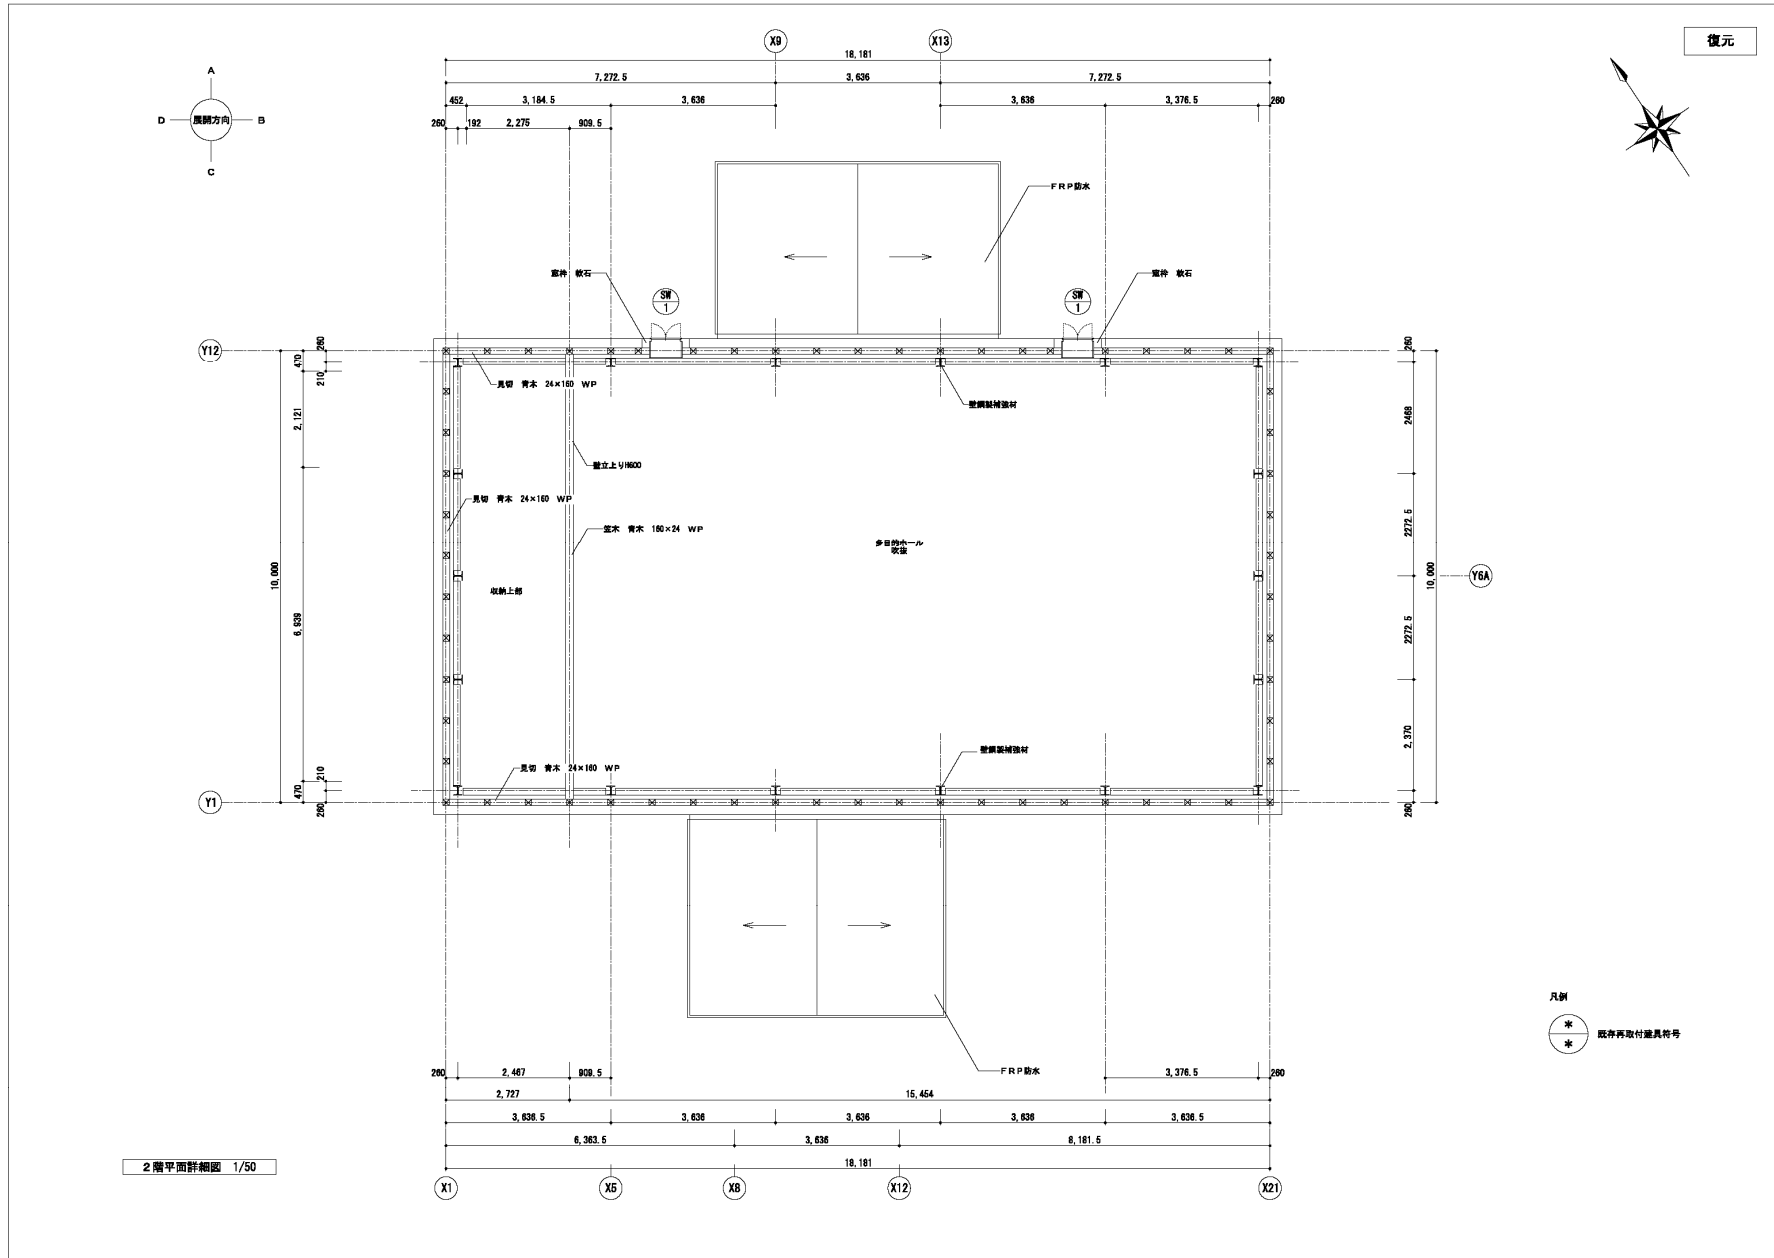 復元
X9
X13
18,181
7,272.5
3,636
7,272.5
452
3,184.5
3,636
3,636
3,376.5
260
260
192
2,275
909.5
A
D
展開方向
B
C
FRP防水
窓枠 軟石
窓枠 軟石
SW
1
SW
1
Y12
260
470
210
260
見切 青木 24×160 WP
壁鋼製補強材
2,121
2468
壁立上りH600
見切 青木 24×160 WP
笠木 青木 160×24 WP
多目的ホール
吹抜
2272.5
10,000
収納上部
10,000
Y6A
6,939
2272.5
2,370
壁鋼製補強材
見切 青木 24×160 WP
210
470
260
260
Y1
凡例
*
*
既存再取付建具符号
FRP防水
260
2,467
909.5
3,376.5
260
2,727
15,454
3,636.5
3,636
3,636
3,636
3,636.5
6,363.5
3,636
8,181.5
18,181
2階平面詳細図 1/50
X1
X5
X8
X12
X21